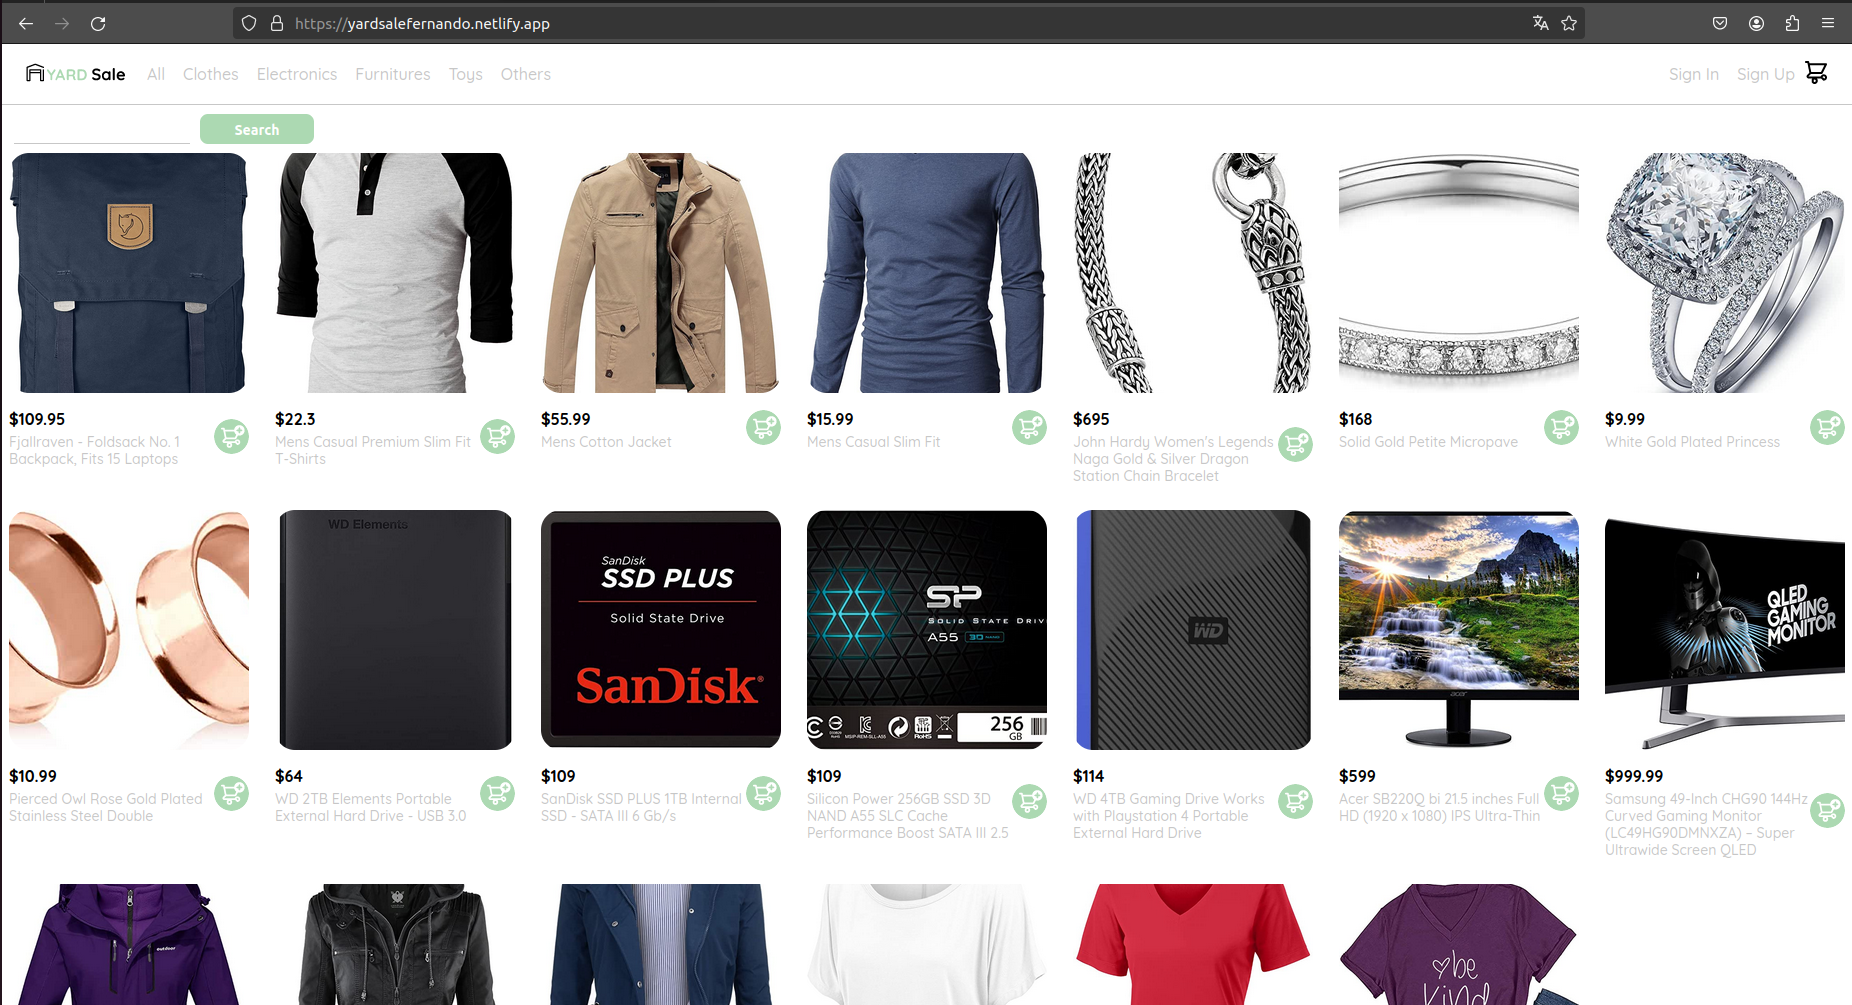 https://yardsalefernando.netlify.app
YARD Sale All Clothes Electronics Furnitures Toys Others Sign In Sign Up
Search
$109.95
Fjallraven - Foldsack No. 1
Backpack, Fits 15 Laptops
$22.3
Mens Casual Premium Slim Fit
T-Shirts
$55.99
Mens Cotton Jacket
$15.99
Mens Casual Slim Fit
$695
John Hardy Women's Legends
Naga Gold & Silver Dragon
Station Chain Bracelet
$168
Solid Gold Petite Micropave
$9.99
White Gold Plated Princess
WD Elements
SanDisk
SSD PLUS
Solid State Drive
SanDisk®
SP
SOLID STATE DRIV
A55 3D NAND
256
GB
WD
acer
QLED
GAMING
MONITOR
$10.99
Pierced Owl Rose Gold Plated
Stainless Steel Double
$64
WD 2TB Elements Portable
External Hard Drive - USB 3.0
$109
SanDisk SSD PLUS 1TB Internal
SSD - SATA III 6 Gb/s
$109
Silicon Power 256GB SSD 3D
NAND A55 SLC Cache
Performance Boost SATA III 2.5
$114
WD 4TB Gaming Drive Works
with Playstation 4 Portable
External Hard Drive
$599
Acer SB220Q bi 21.5 inches Full
HD (1920 x 1080) IPS Ultra-Thin
$999.99
Samsung 49-Inch CHG90 144Hz
Curved Gaming Monitor
(LC49HG90DMNXZA) – Super
Ultrawide Screen QLED
outdoor
be
kind